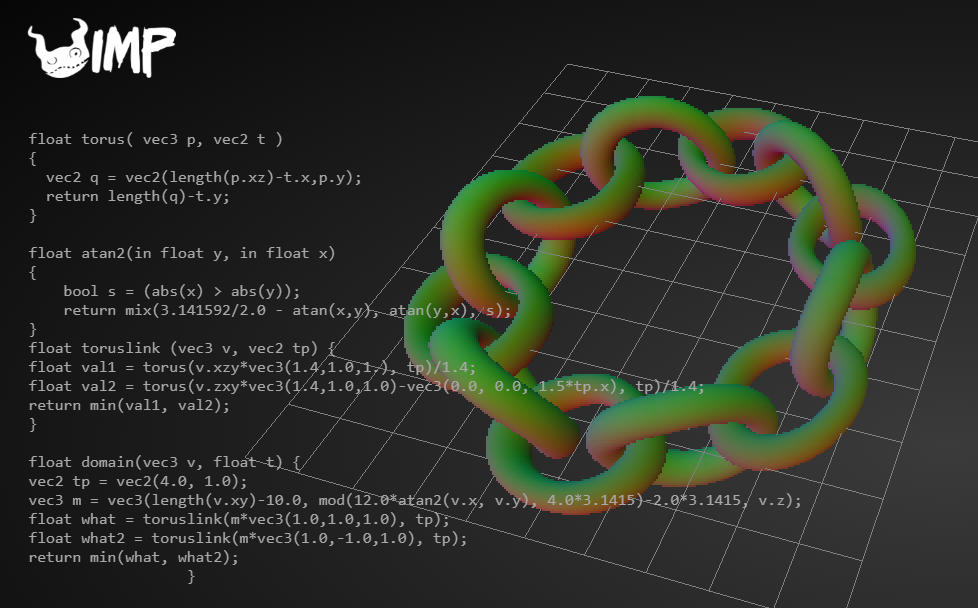 WIMP
float torus( vec3 p, vec2 t )
{
  vec2 q = vec2(length(p.xz)-t.x,p.y);
  return length(q)-t.y;
}

float atan2(in float y, in float x)
{
    bool s = (abs(x) > abs(y));
    return mix(3.141592/2.0 - atan(x,y), atan(y,x), s);
}
float toruslink (vec3 v, vec2 tp) {
float val1 = torus(v.xzy*vec3(1.4,1.0,1.), tp)/1.4;
float val2 = torus(v.zxy*vec3(1.4,1.0,1.0)-vec3(0.0, 0.0, 1.5*tp.x), tp)/1.4;
return min(val1, val2);
}

float domain(vec3 v, float t) {
vec2 tp = vec2(4.0, 1.0);
vec3 m = vec3(length(v.xy)-10.0, mod(12.0*atan2(v.x, v.y), 4.0*3.1415)-2.0*3.1415, v.z);
float what = toruslink(m*vec3(1.0,1.0,1.0), tp);
float what2 = toruslink(m*vec3(1.0,-1.0,1.0), tp);
return min(what, what2);
}